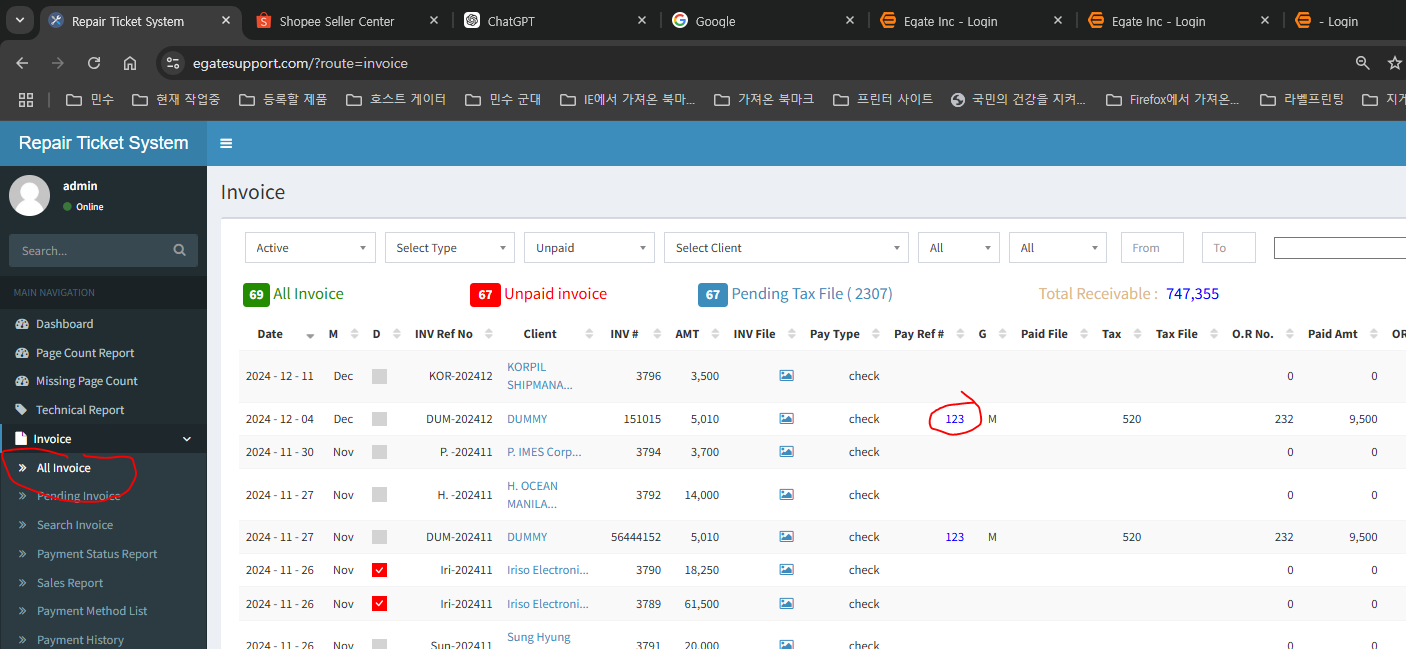 Repair Ticket System Shopee Seller Center ChatGPT Google Egate Inc - Login Egate Inc - Login - Login
egatesupport.com/?route=invoice
민수 현재 작업중 등록할 제품 호스트 게이터 민수 군대 IE에서 가져온 북마... 가져온 북마크 프린터 사이트 국민의 건강을 지켜... Firefox에서 가져온... 라벨프린팅
Repair Ticket System
admin
Online
Search...
MAIN NAVIGATION
Dashboard
Page Count Report
Missing Page Count
Technical Report
Invoice
All Invoice
Pending Invoice
Search Invoice
Payment Status Report
Sales Report
Payment Method List
Payment History
Invoice
Active Select Type Unpaid Select Client All All From To
69 All Invoice 67 Unpaid invoice 67 Pending Tax File ( 2307) Total Receivable : 747,355
Date M D INV Ref No Client INV # AMT INV File Pay Type Pay Ref # G Paid File Tax Tax File O.R No. Paid Amt OR
2024 - 12 - 11 Dec KOR-202412 KORPIL SHIPMANA... 3796 3,500 check 0 0
2024 - 12 - 04 Dec DUM-202412 DUMMY 151015 5,010 check 123 M 520 232 9,500
2024 - 11 - 30 Nov P. -202411 P. IMES Corp... 3794 3,700 check 0 0
2024 - 11 - 27 Nov H. -202411 H. OCEAN MANILA... 3792 14,000 check 0 0
2024 - 11 - 27 Nov DUM-202411 DUMMY 56444152 5,010 check 123 M 520 232 9,500
2024 - 11 - 26 Nov Iri-202411 Iriso Electroni... 3790 18,250 check 0 0
2024 - 11 - 26 Nov Iri-202411 Iriso Electroni... 3789 61,500 check 0 0
2024 - 11 - 26 Nov Sun-202411 Sung Hyung 3791 20,000 check 0 0